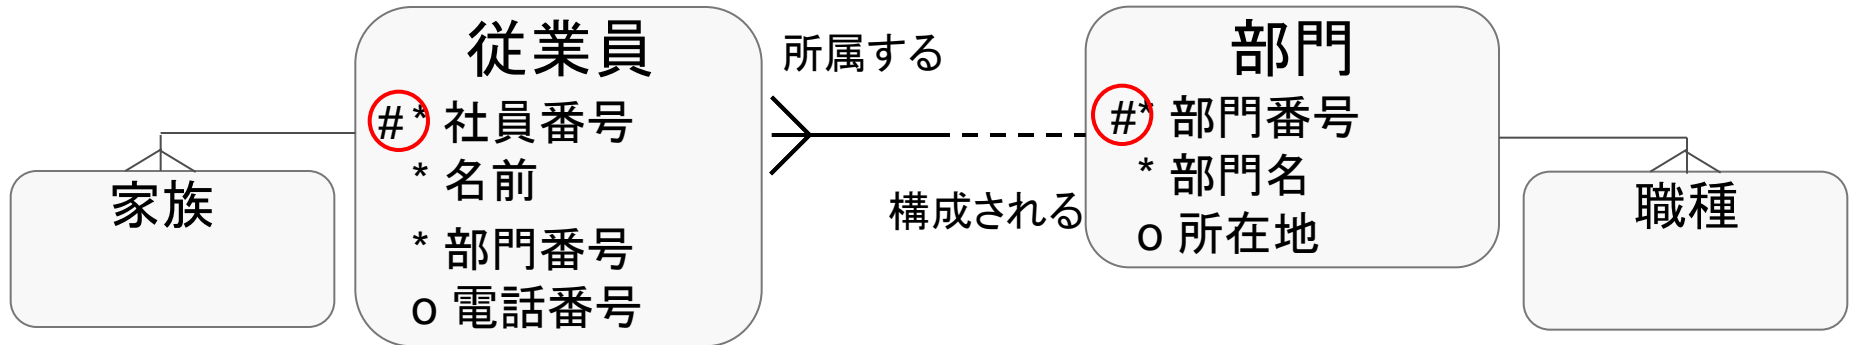 従業員
#* 社員番号
* 名前
* 部門番号
o 電話番号
所属する
構成される
部門
#* 部門番号
* 部門名
o 所在地
家族
職種